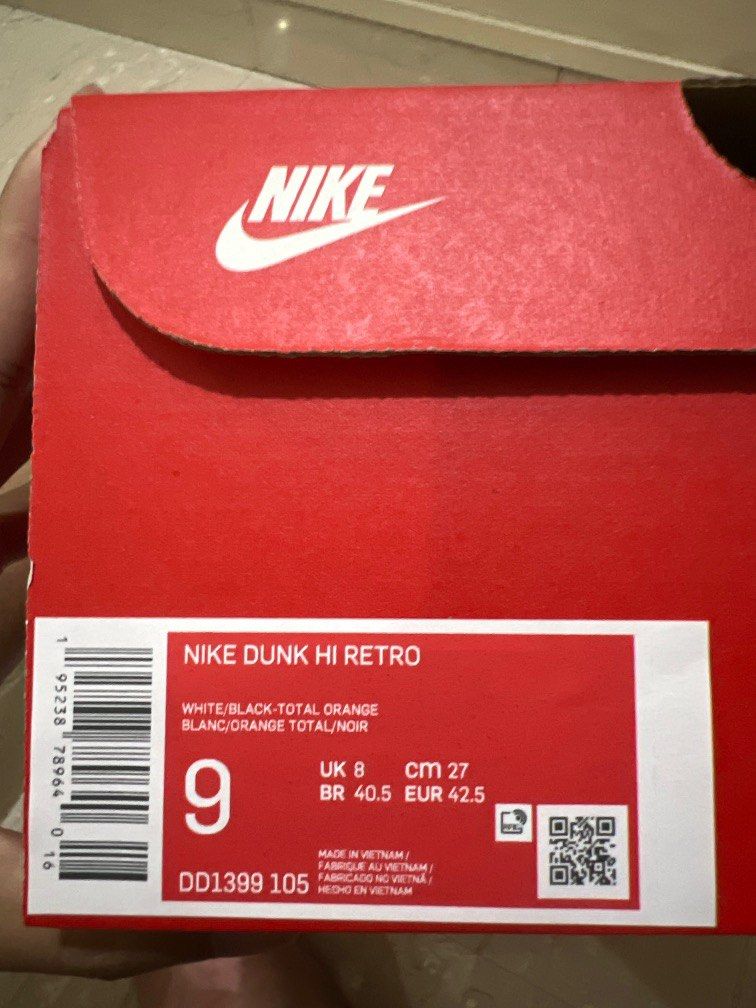 NIKE
NIKE DUNK HI RETRO
WHITE/BLACK-TOTAL ORANGE
BLANC/ORANGE TOTAL/NOIR
9
UK 8 cm 27
BR 40.5 EUR 42.5
DD1399 105
MADE IN VIETNAM /
FABRIQUE AU VIETNAM /
FABRICADO NO VIETNÃ /
HECHO EN VIETNAM
1 95238 78964 0 16